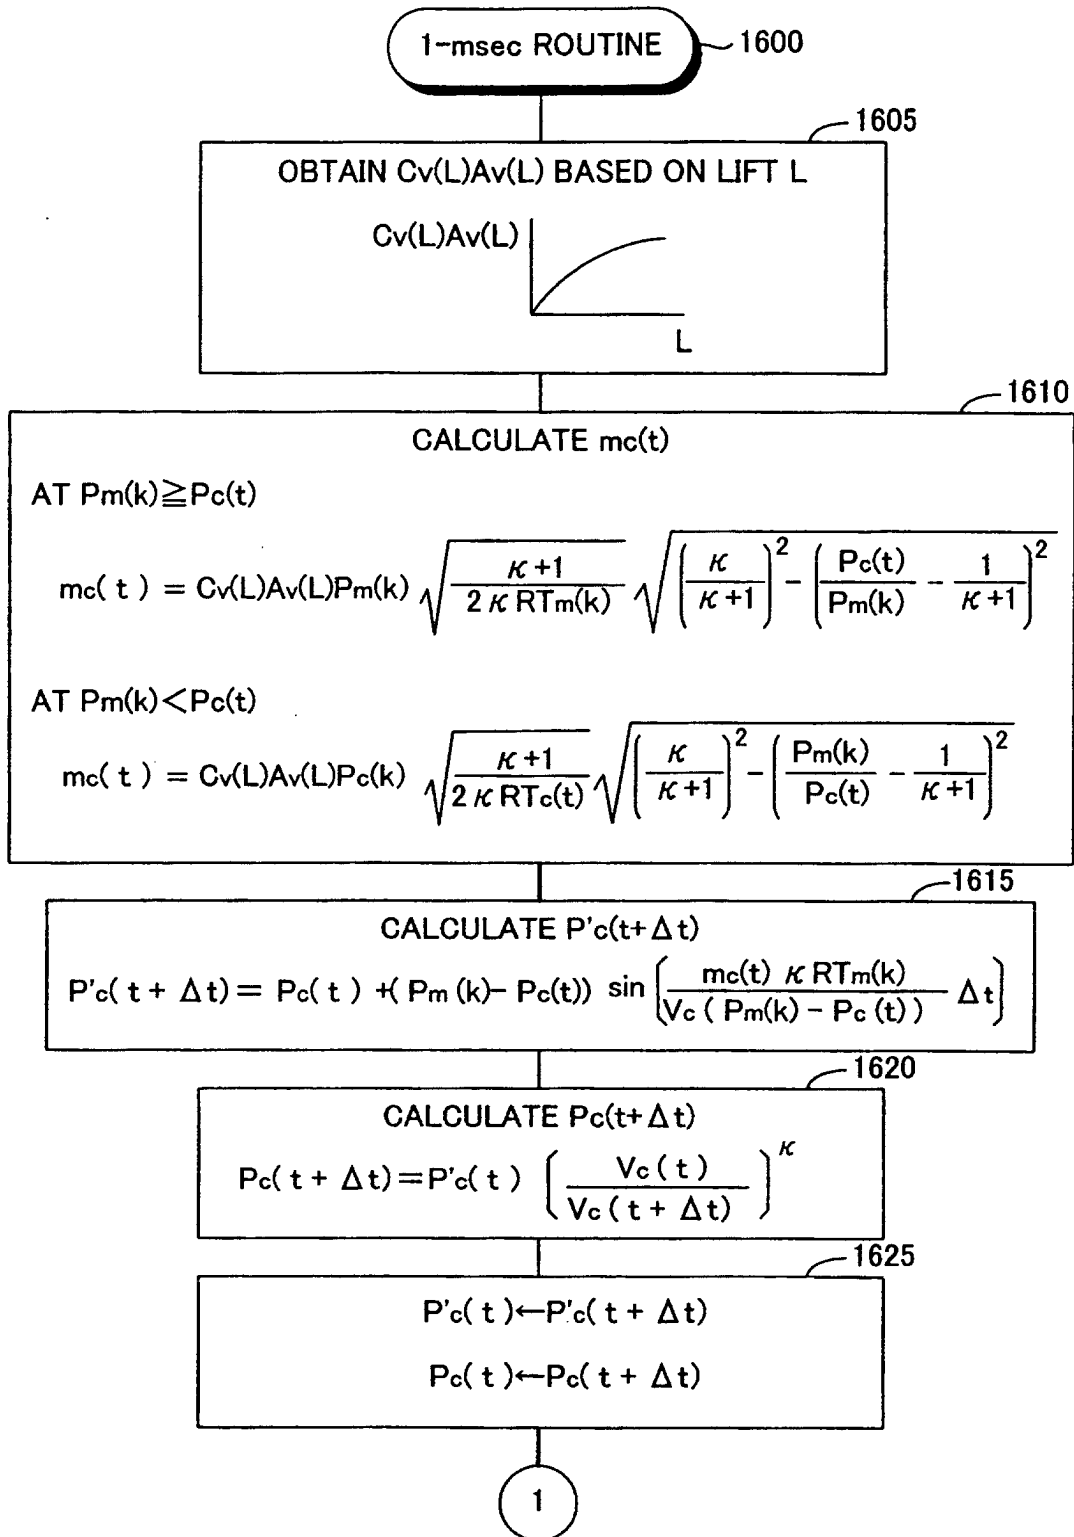 1-msec ROUTINE
1600
1605
OBTAIN Cv(L)Av(L) BASED ON LIFT L
Cv(L)Av(L)
L
1610
CALCULATE mc(t)
AT Pm(k)≧Pc(t)
mc( t ) = Cv(L)Av(L)Pm(k) √((κ+1)/(2κRTm(k))) √((κ/(κ+1))² − (Pc(t)/Pm(k) − 1/(κ+1))²)
AT Pm(k)<Pc(t)
mc( t ) = Cv(L)Av(L)Pc(k) √((κ+1)/(2κRTc(t))) √((κ/(κ+1))² − (Pm(k)/Pc(t) − 1/(κ+1))²)
1615
CALCULATE P'c(t+Δt)
P'c( t + Δt) = Pc( t ) +( Pm (k)− Pc(t)) sin [mc(t) κ RTm(k) / Vc ( Pm(k) − Pc (t) ) Δt]
1620
CALCULATE Pc(t+Δt)
Pc( t + Δt) = P'c( t ) [Vc ( t ) / Vc ( t + Δt)]^κ
1625
P'c( t )←P'c( t + Δt)
Pc( t )←Pc( t + Δt)
1